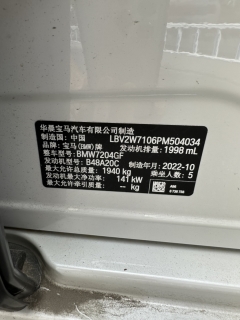 华晨宝马汽车有限公司制造
制造国：中国 LBV2W7106PM504034
品牌：宝马(BMW)牌 发动机排量：1998 mL
整车型号：BMW7204GF
发动机型号：B48A20C 制造年月：2022-10
最大允许总质量：1940 kg 乘坐人数：5
发动机最大净功率：141 kW
最大允许牵引质量：-- kg